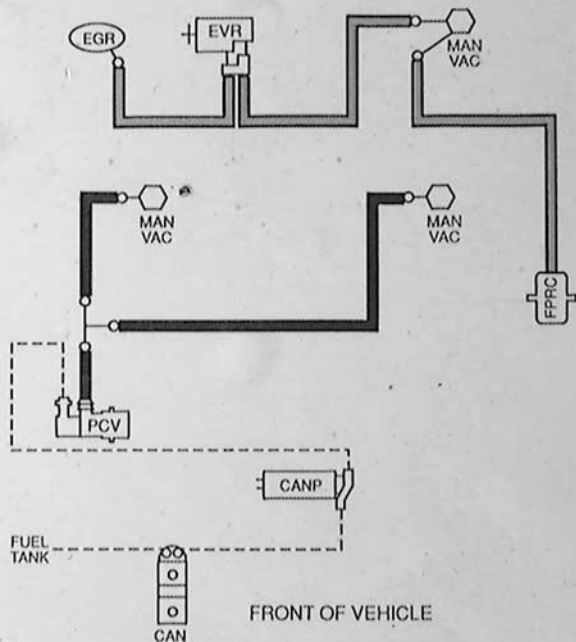 EGR
EVR
MAN
VAC
MAN
VAC
MAN
VAC
FPRC
PCV
CANP
FUEL
TANK
CAN
FRONT OF VEHICLE